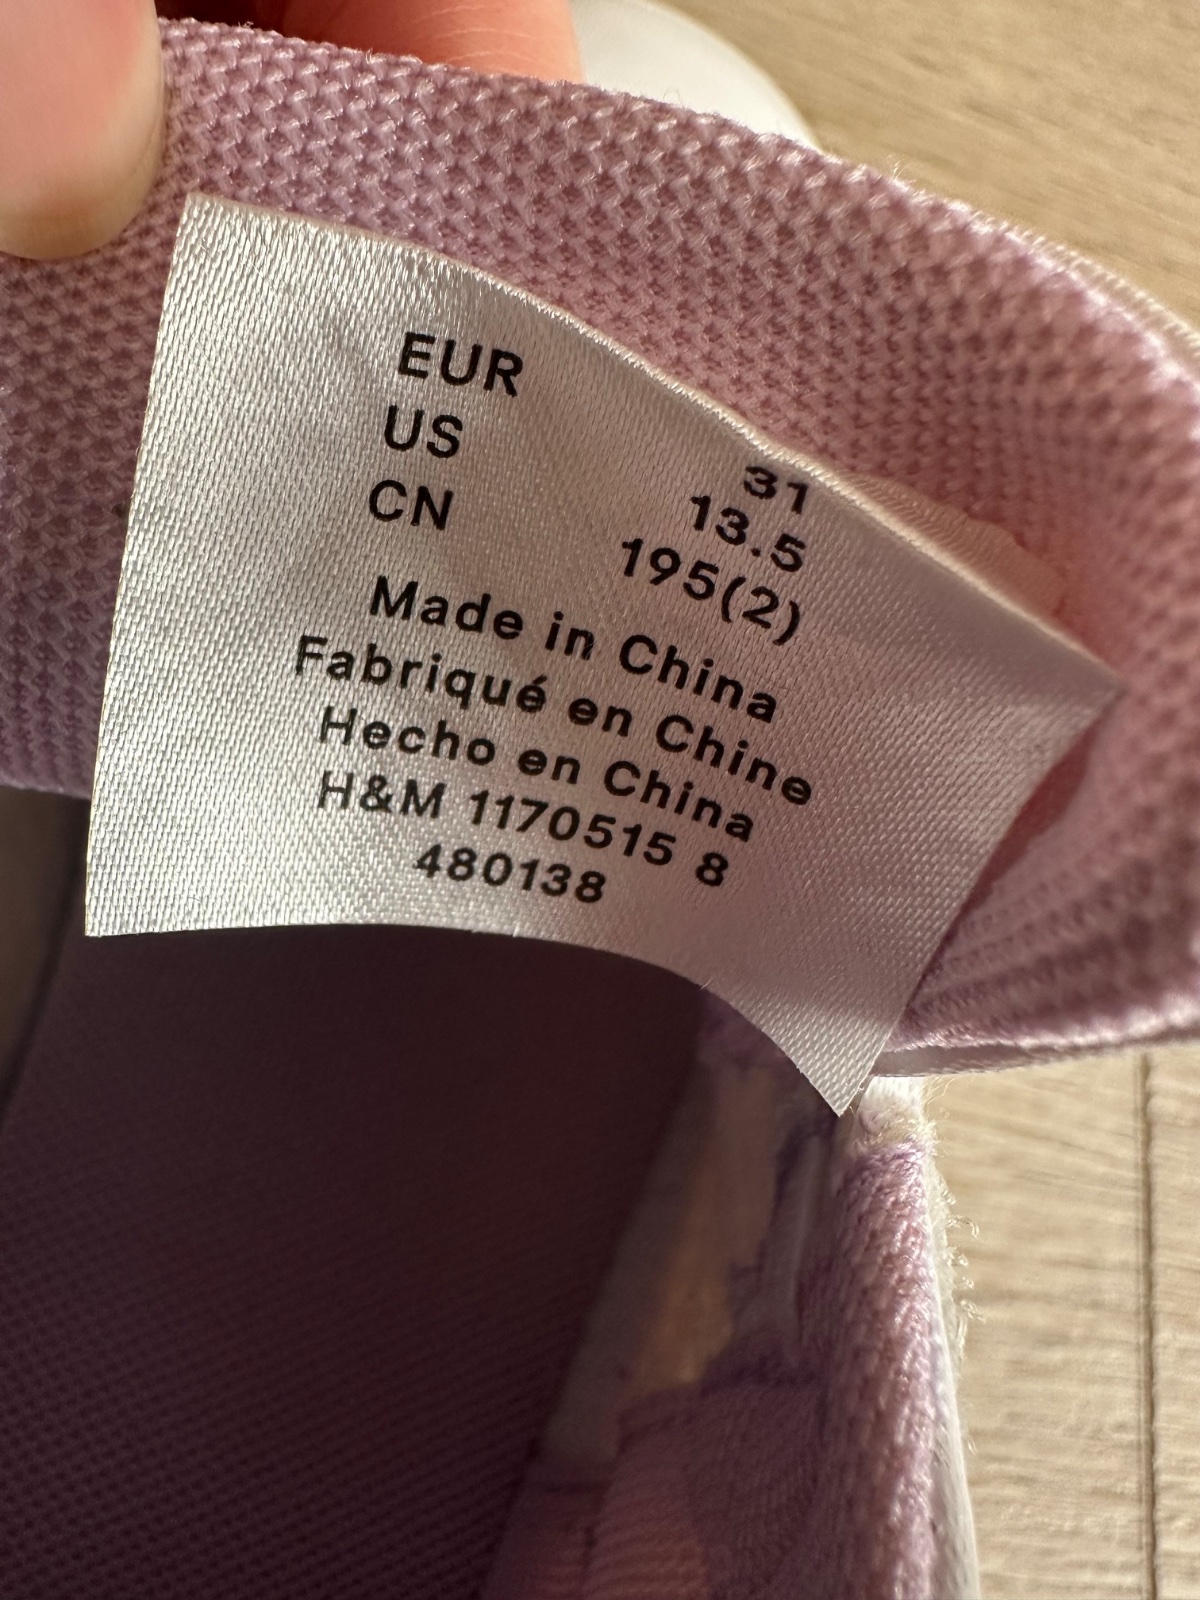 EUR 31
US 13.5
CN 195(2)
Made in China
Fabriqué en Chine
Hecho en China
H&M 1170515 8
480138